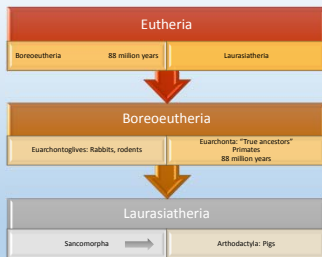 Eutheria
Boreoeutheria 88 million years
Laurasiatheria
Boreoeutheria
Euarchontoglives: Rabbits, rodents
Euarchonta: "True ancestors"
Primates
88 million years
Laurasiatheria
Sancomorpha
Arthodactyla: Pigs